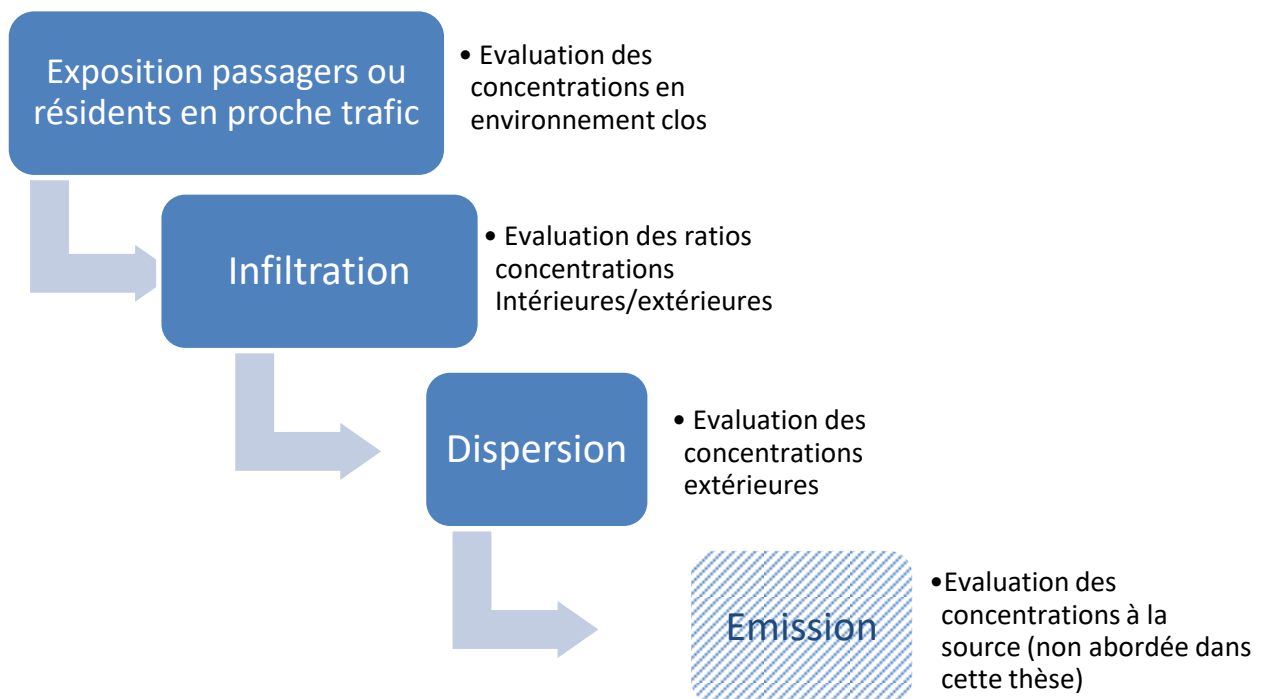 Exposition passagers ou
résidents en proche trafic
• Evaluation des
concentrations en
environnement clos
Infiltration
• Evaluation des ratios
concentrations
Intérieures/extérieures
Dispersion
• Evaluation des
concentrations
extérieures
Emission
•Evaluation des
concentrations à la
source (non abordée dans
cette thèse)